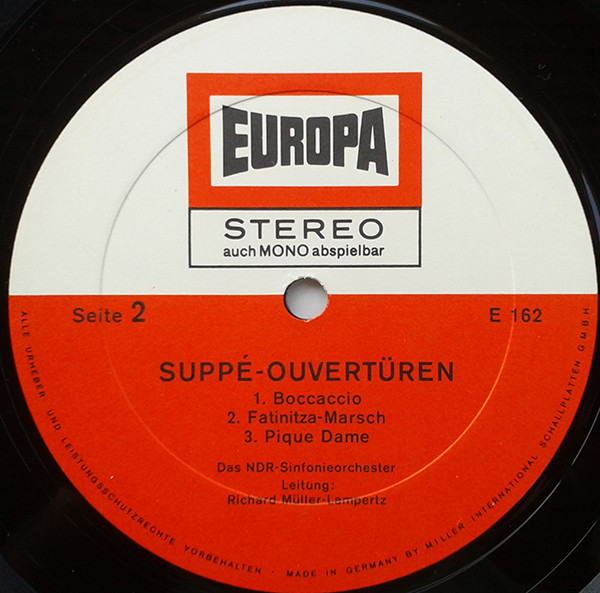 EUROPA
STEREO
auch MONO abspielbar
Seite 2
E 162
SUPPÉ-OUVERTÜREN
1. Boccaccio
2. Fatinitza-Marsch
3. Pique Dame
Das NDR-Sinfonieorchester
Leitung:
Richard Müller-Lampertz
ALLE URHEBER- UND LEISTUNGSSCHUTZRECHTE VORBEHALTEN · MADE IN GERMANY BY MILLER INTERNATIONAL SCHALLPLATTEN G.M.B.H.